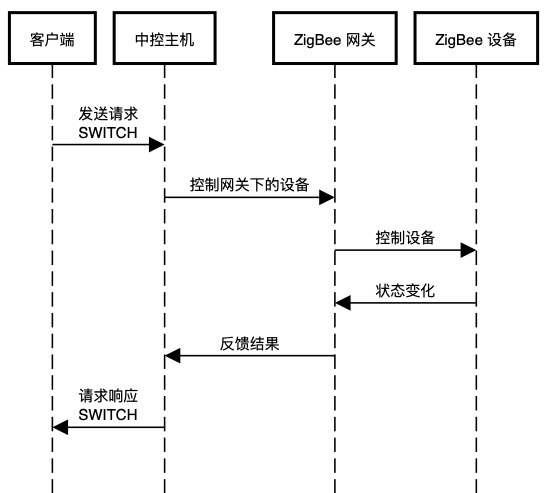 客户端
中控主机
ZigBee 网关
ZigBee 设备
发送请求
SWITCH
控制网关下的设备
控制设备
状态变化
反馈结果
请求响应
SWITCH